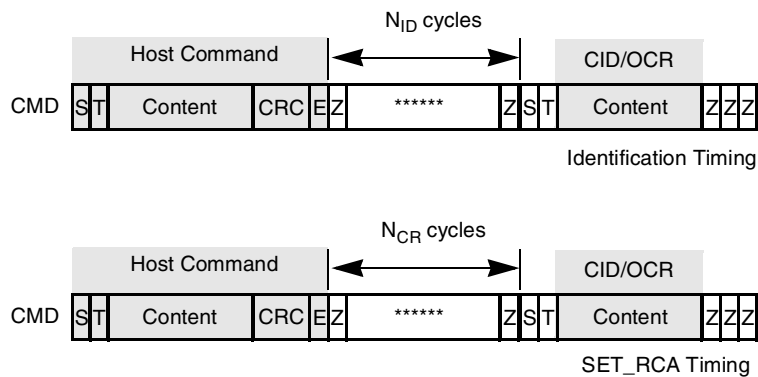 N_ID cycles
Host Command CID/OCR
CMD S T Content CRC E Z ****** Z S T Content Z Z Z
Identification Timing
N_CR cycles
Host Command CID/OCR
CMD S T Content CRC E Z ****** Z S T Content Z Z Z
SET_RCA Timing